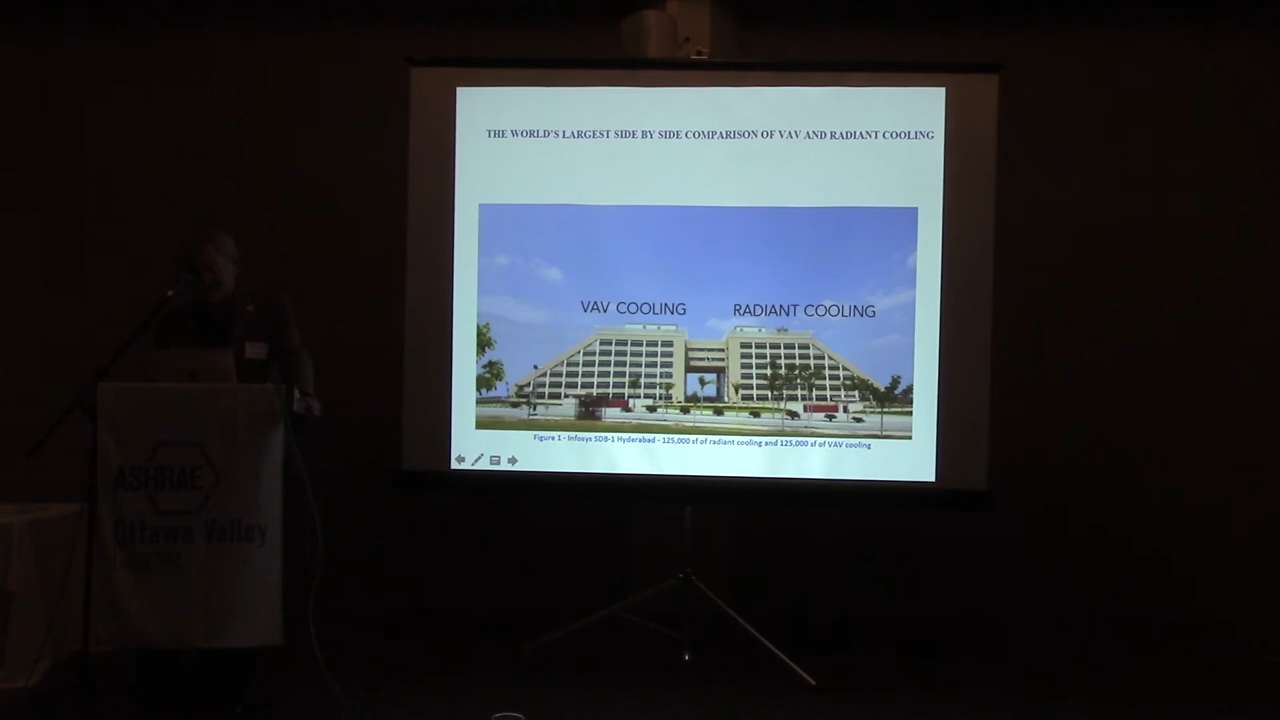 THE WORLD'S LARGEST SIDE BY SIDE COMPARISON OF VAV AND RADIANT COOLING
VAV COOLING
RADIANT COOLING
Figure 1 - Infosys SDB-1 Hyderabad - 125,000 sf of radiant cooling and 125,000 sf of VAV cooling
ASHRAE
Ottawa Valley